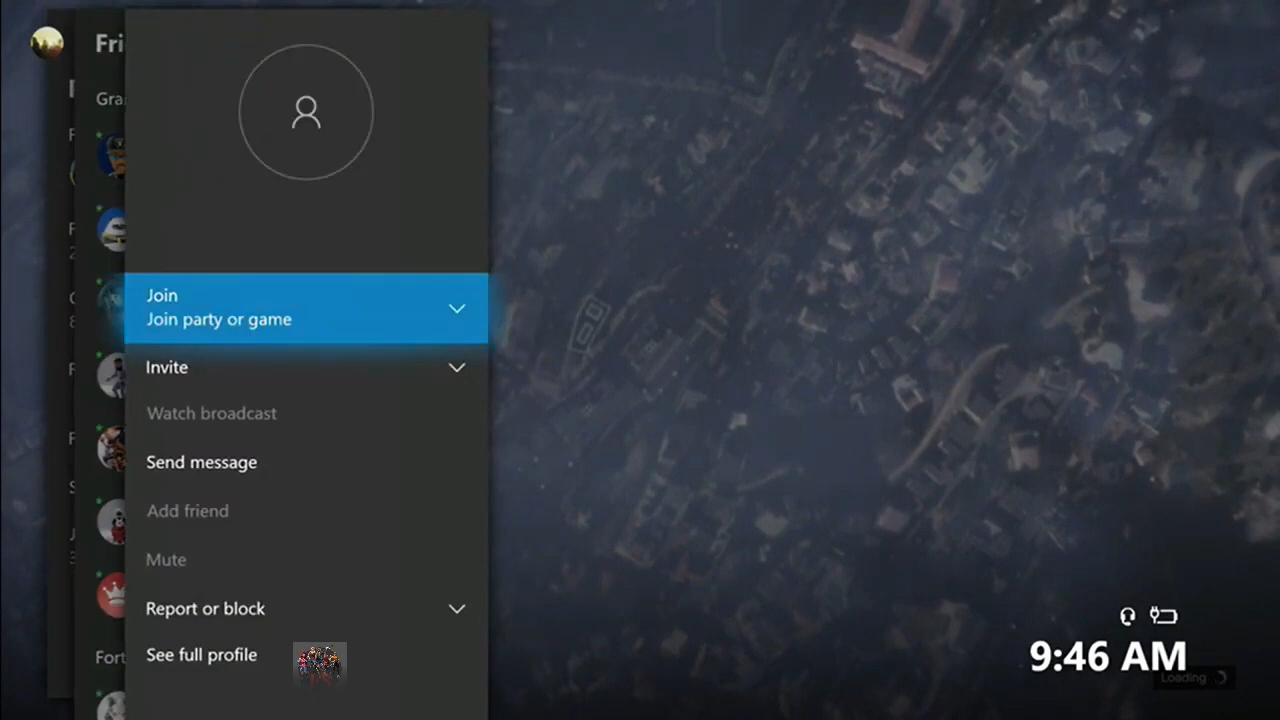 Fri
Gra
Join
Join party or game
Invite
Watch broadcast
Send message
Add friend
Mute
Report or block
See full profile
Fort
9:46 AM
Loading